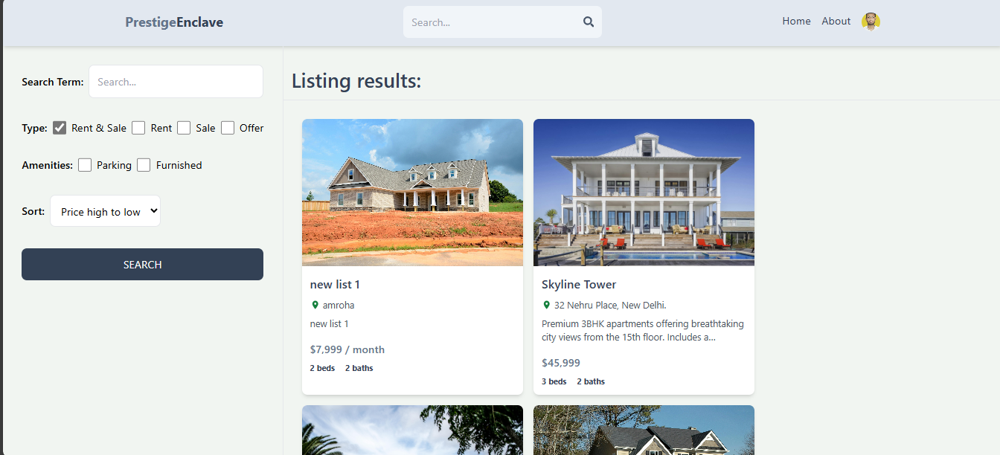 PrestigeEnclave
Search...
Home About
Search Term: Search...
Type: Rent & Sale Rent Sale Offer
Amenities: Parking Furnished
Sort: Price high to low
SEARCH
Listing results:
new list 1
amroha
new list 1
$7,999 / month
2 beds 2 baths
Skyline Tower
32 Nehru Place, New Delhi.
Premium 3BHK apartments offering breathtaking
city views from the 15th floor. Includes a...
$45,999
3 beds 2 baths